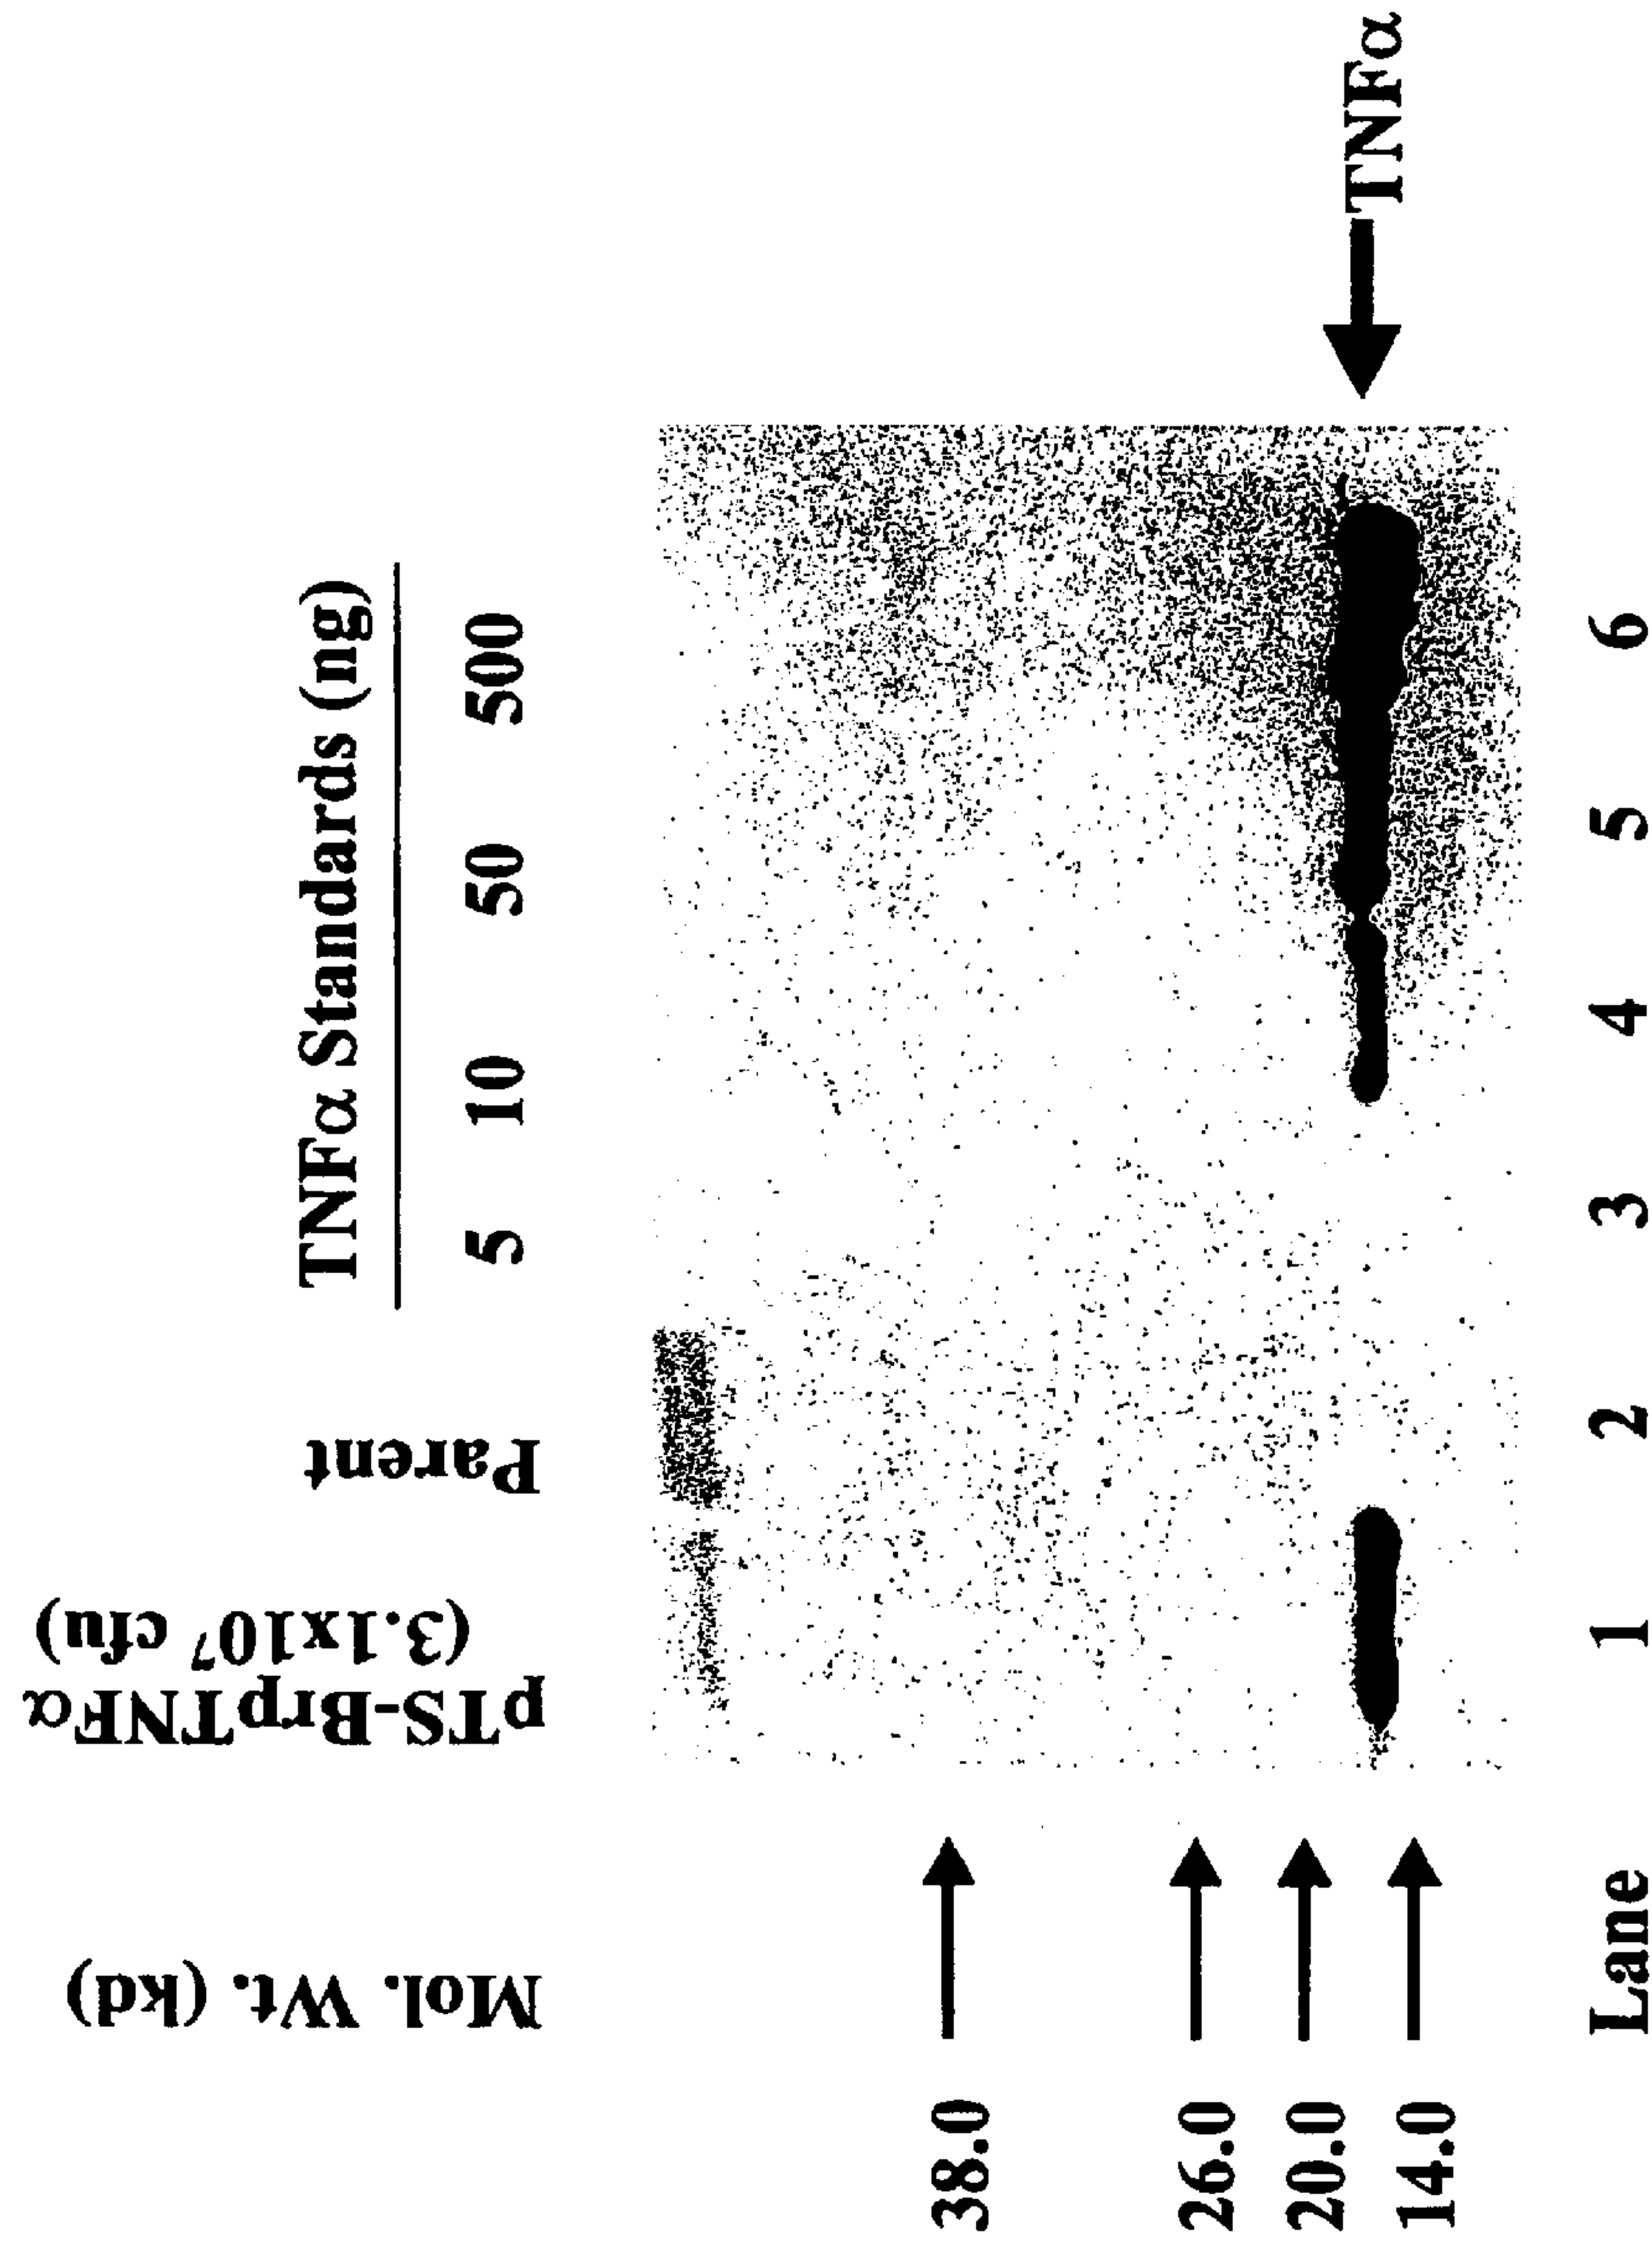 TNFα Standards (ng)
Mol. Wt. (kd)
pTS-BrpTNFα
(3.1x10⁷ cfu)
Parent
5 10 50 500
38.0
26.0
20.0
14.0
TNFα
Lane 1 2 3 4 5 6